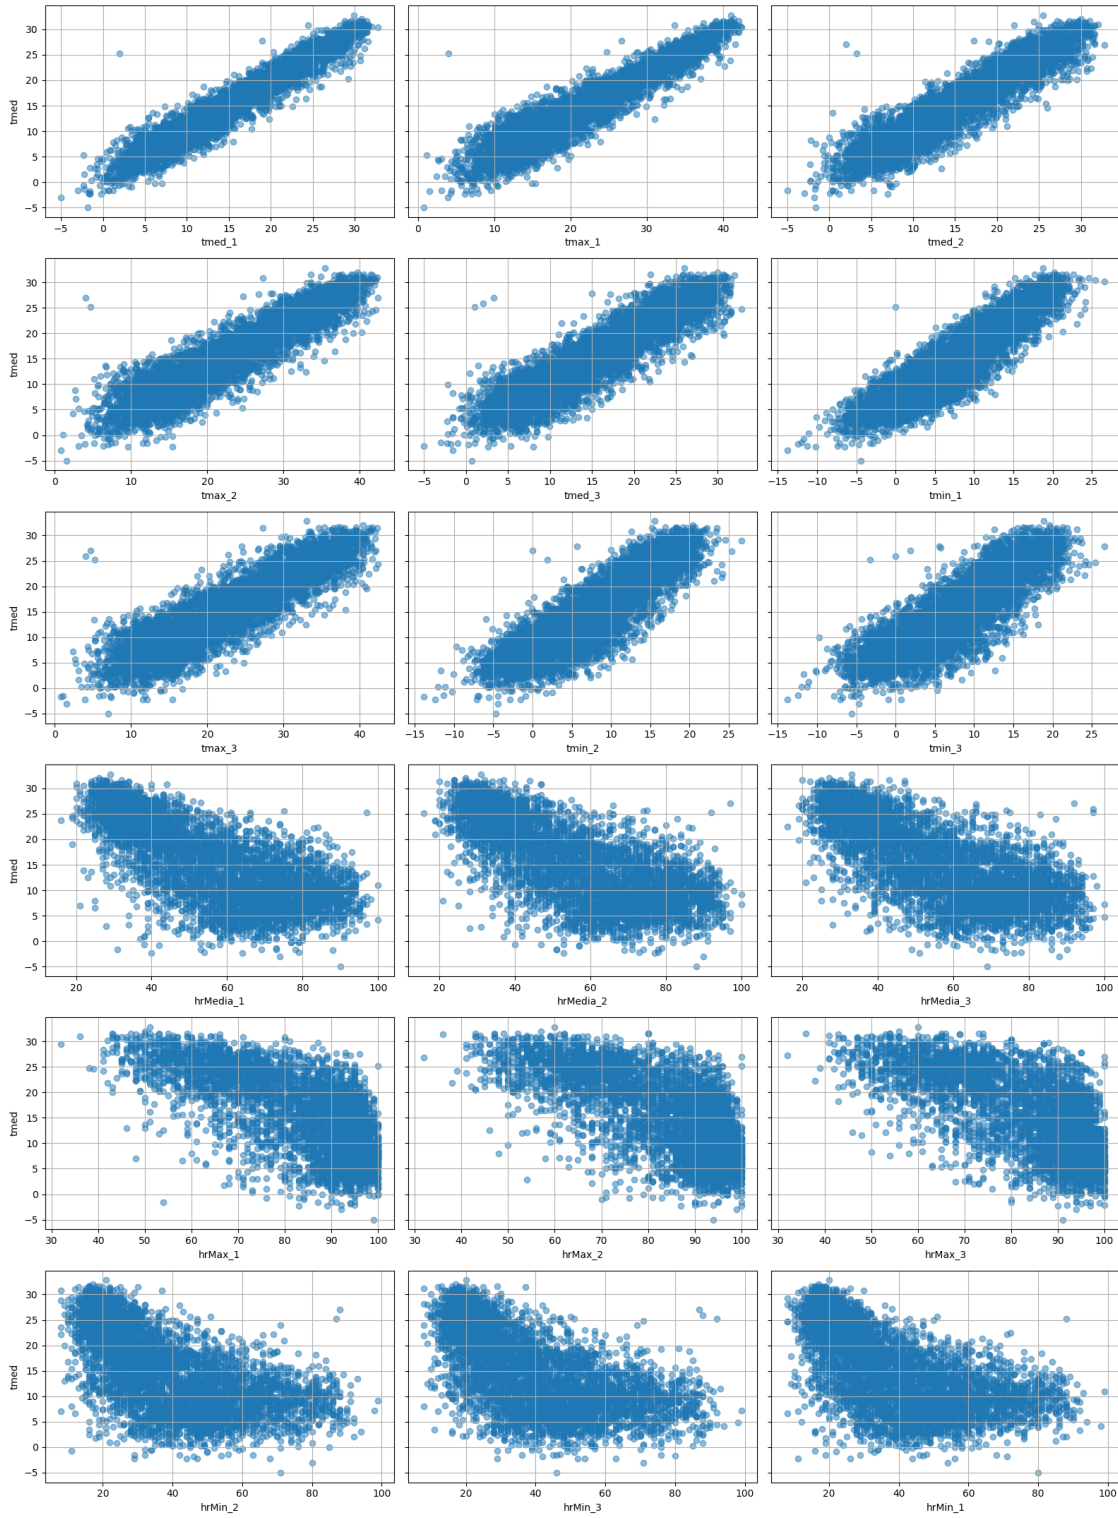 30
25
20
15
10
5
0
−5
tmed
−5 0 5 10 15 20 25 30
tmed_1
0 10 20 30 40
tmax_1
−5 0 5 10 15 20 25 30
tmed_2
30
25
20
15
10
5
0
−5
tmed
0 10 20 30 40
tmax_2
−5 0 5 10 15 20 25 30
tmed_3
−15 −10 −5 0 5 10 15 20 25
tmin_1
30
25
20
15
10
5
0
−5
tmed
0 10 20 30 40
tmax_3
−15 −10 −5 0 5 10 15 20 25
tmin_2
−15 −10 −5 0 5 10 15 20 25
tmin_3
30
25
20
15
10
5
0
−5
tmed
20 40 60 80 100
hrMedia_1
20 40 60 80 100
hrMedia_2
20 40 60 80 100
hrMedia_3
30
25
20
15
10
5
0
−5
tmed
30 40 50 60 70 80 90 100
hrMax_1
30 40 50 60 70 80 90 100
hrMax_2
30 40 50 60 70 80 90 100
hrMax_3
30
25
20
15
10
5
0
−5
tmed
20 40 60 80 100
hrMin_2
20 40 60 80 100
hrMin_3
20 40 60 80 100
hrMin_1